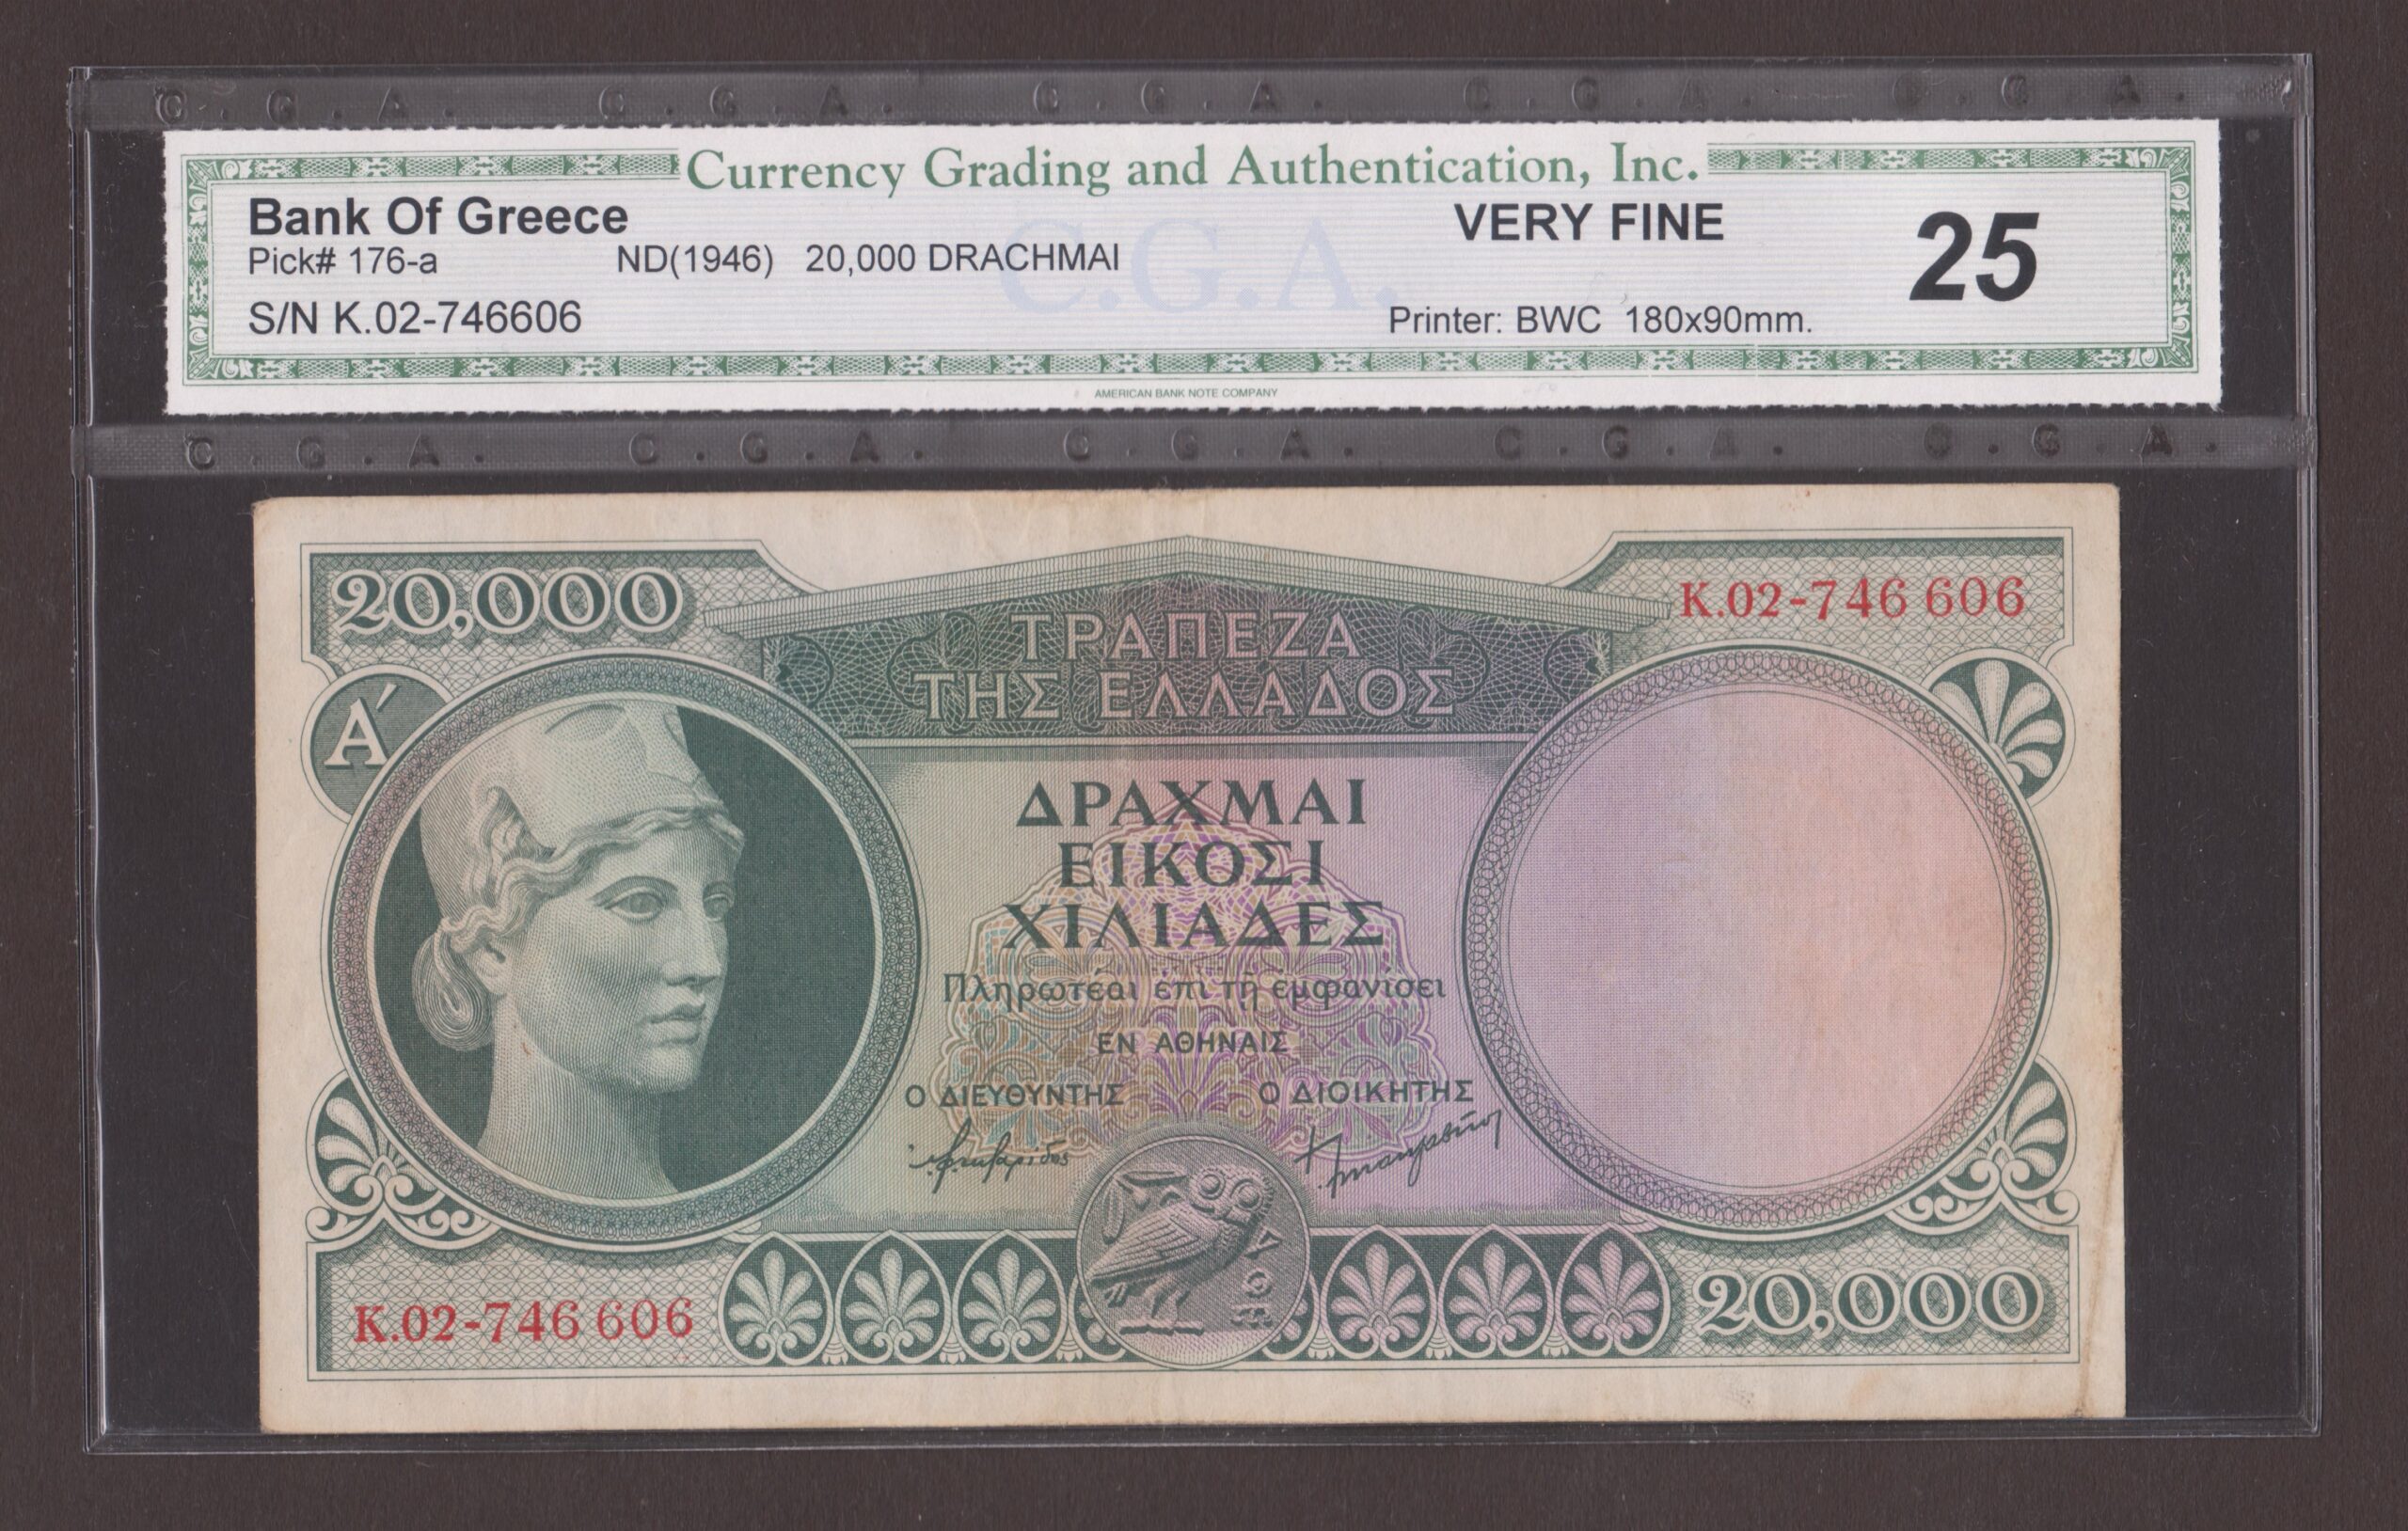 C. G. A. C. G. A. C. G. A. C. G. A. C. G. A.
Currency Grading and Authentication, Inc.
Bank Of Greece
VERY FINE
25
Pick# 176-a ND(1946) 20,000 DRACHMAI
C.G.A.
S/N K.02-746606
Printer: BWC 180x90mm.
AMERICAN BANK NOTE COMPANY
C. G. A. C. G. A. C. G. A. C. G. A. C. G. A.
20,000
K.02-746 606
ΤΡΑΠΕΖΑ
ΤΗΣ ΕΛΛΑΔΟΣ
Α΄
ΔΡΑΧΜΑΙ
ΕΙΚΟΣΙ
ΧΙΛΙΑΔΕΣ
Πληρωτέαι ἐπὶ τῇ ἐμφανίσει
ΕΝ ΑΘΗΝΑΙΣ
Ο ΔΙΕΥΘΥΝΤΗΣ Ο ΔΙΟΙΚΗΤΗΣ
ΑΘΕ
K.02-746 606
20,000